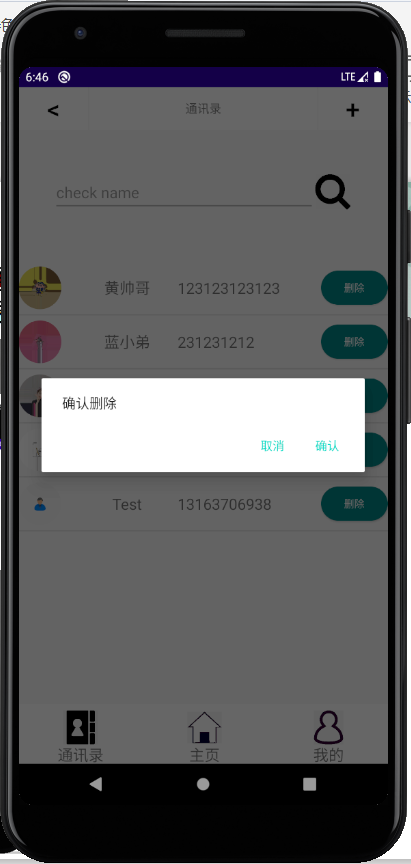 6:46 LTE
< 通讯录 +
check name
黄帅哥 123123123123 删除
蓝小弟 231231212 删除
确认删除
取消 确认
Test 13163706938 删除
通讯录 主页 我的